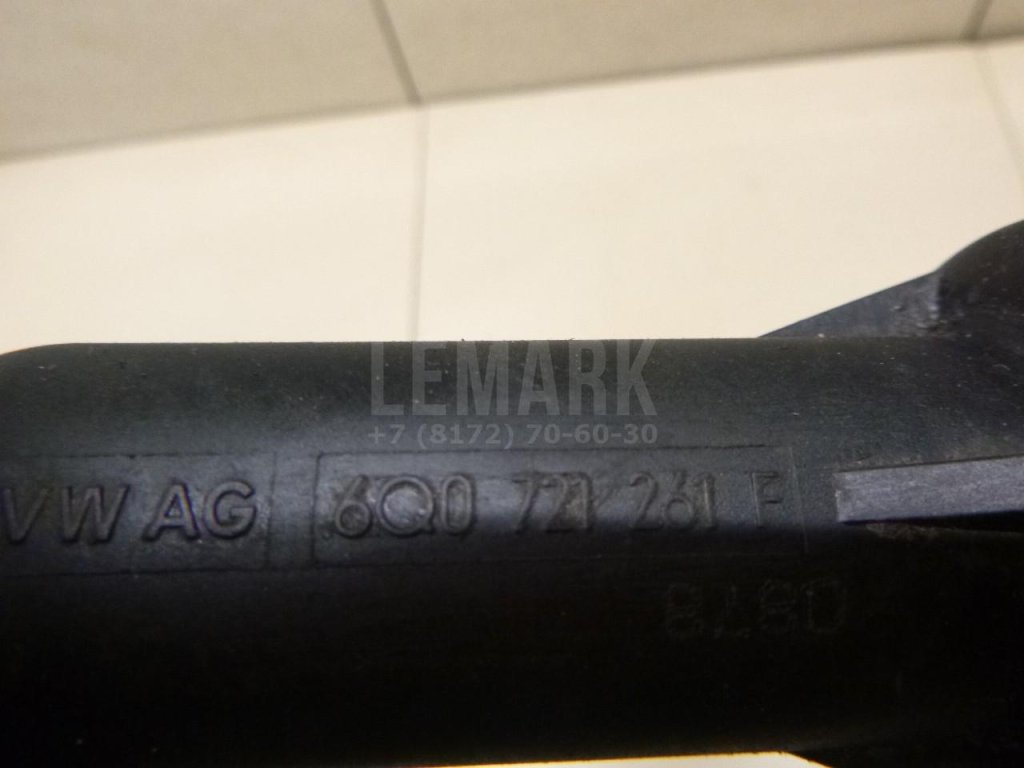 LEMARK
+7 (8172) 70-60-30
VW AG 6Q0 721 261 F